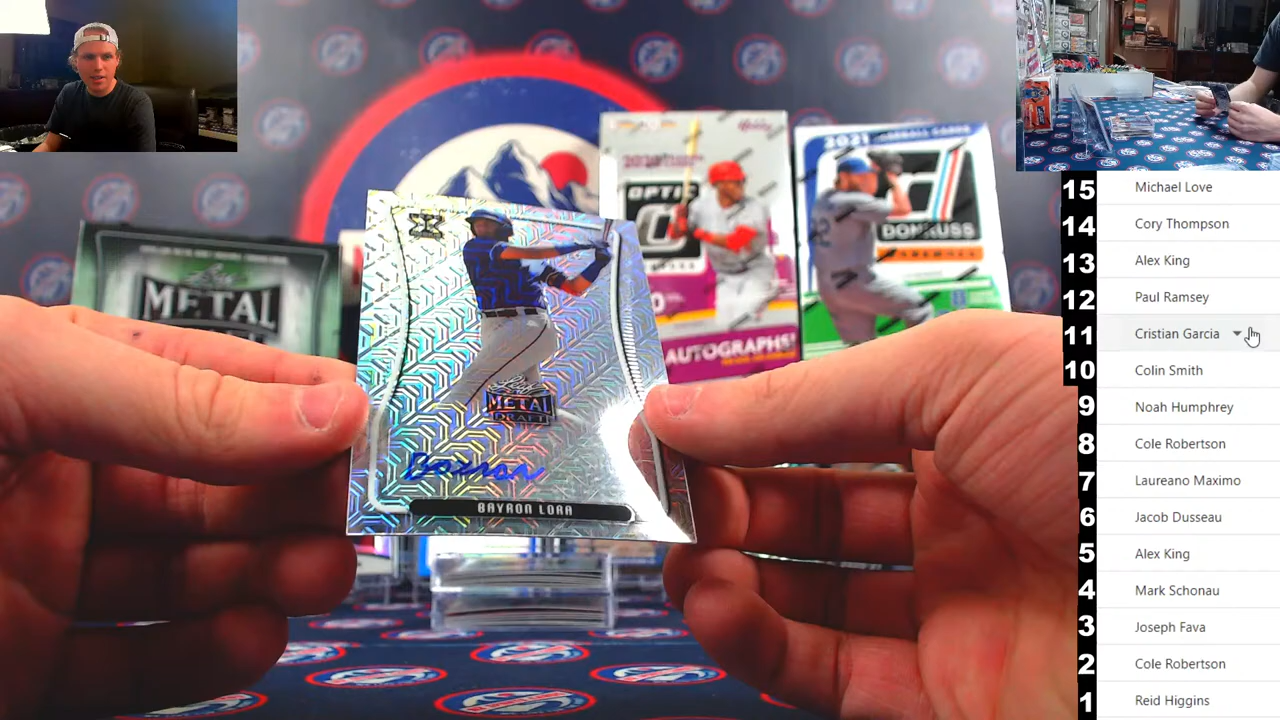 15 Michael Love
14 Cory Thompson
13 Alex King
12 Paul Ramsey
11 Cristian Garcia
10 Colin Smith
9 Noah Humphrey
8 Cole Robertson
7 Laureano Maximo
6 Jacob Dusseau
5 Alex King
4 Mark Schonau
3 Joseph Fava
2 Cole Robertson
1 Reid Higgins
OPTIC
AUTOGRAPHS!
2021
DONRUSS
METAL
Leaf
METAL
DRAFT
Bayron
BAYRON LORA